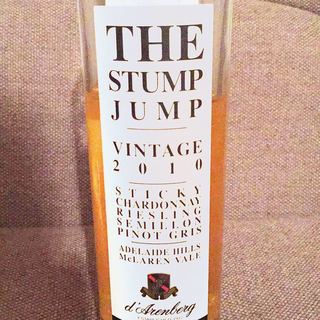 THE
STUMP
JUMP
VINTAGE
2010
STICKY
CHARDONNAY
RIESLING
SEMILLON
PINOT GRIS
ADELAIDE HILLS
McLAREN VALE
d'Arenberg